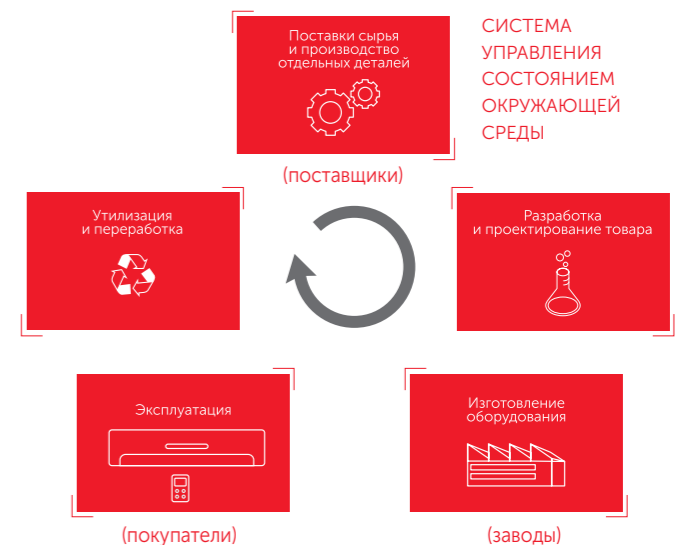 Поставки сырья
и производство
отдельных деталей
(поставщики)
СИСТЕМА
УПРАВЛЕНИЯ
СОСТОЯНИЕМ
ОКРУЖАЮЩЕЙ
СРЕДЫ
Утилизация
и переработка
Разработка
и проектирование товара
Эксплуатация
(покупатели)
Изготовление
оборудования
(заводы)